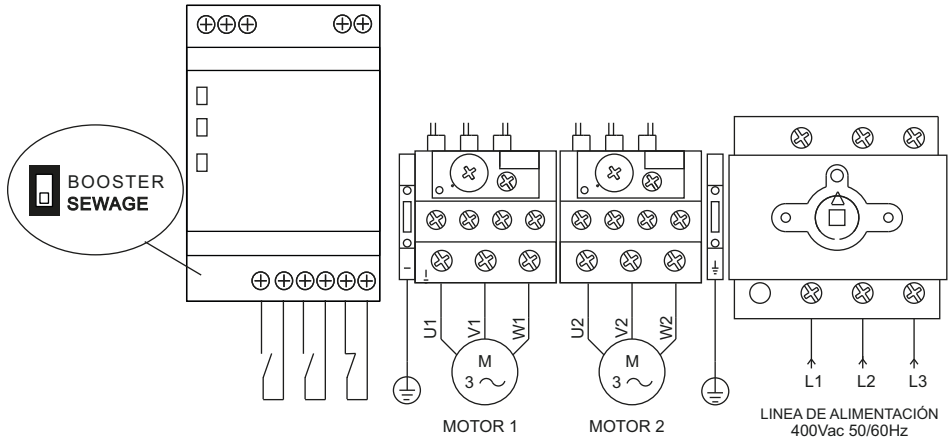 BOOSTER
SEWAGE
U1 V1 W1
U2 V2 W2
M
3
M
3
MOTOR 1
MOTOR 2
L1 L2 L3
LINEA DE ALIMENTACIÓN
400Vac 50/60Hz